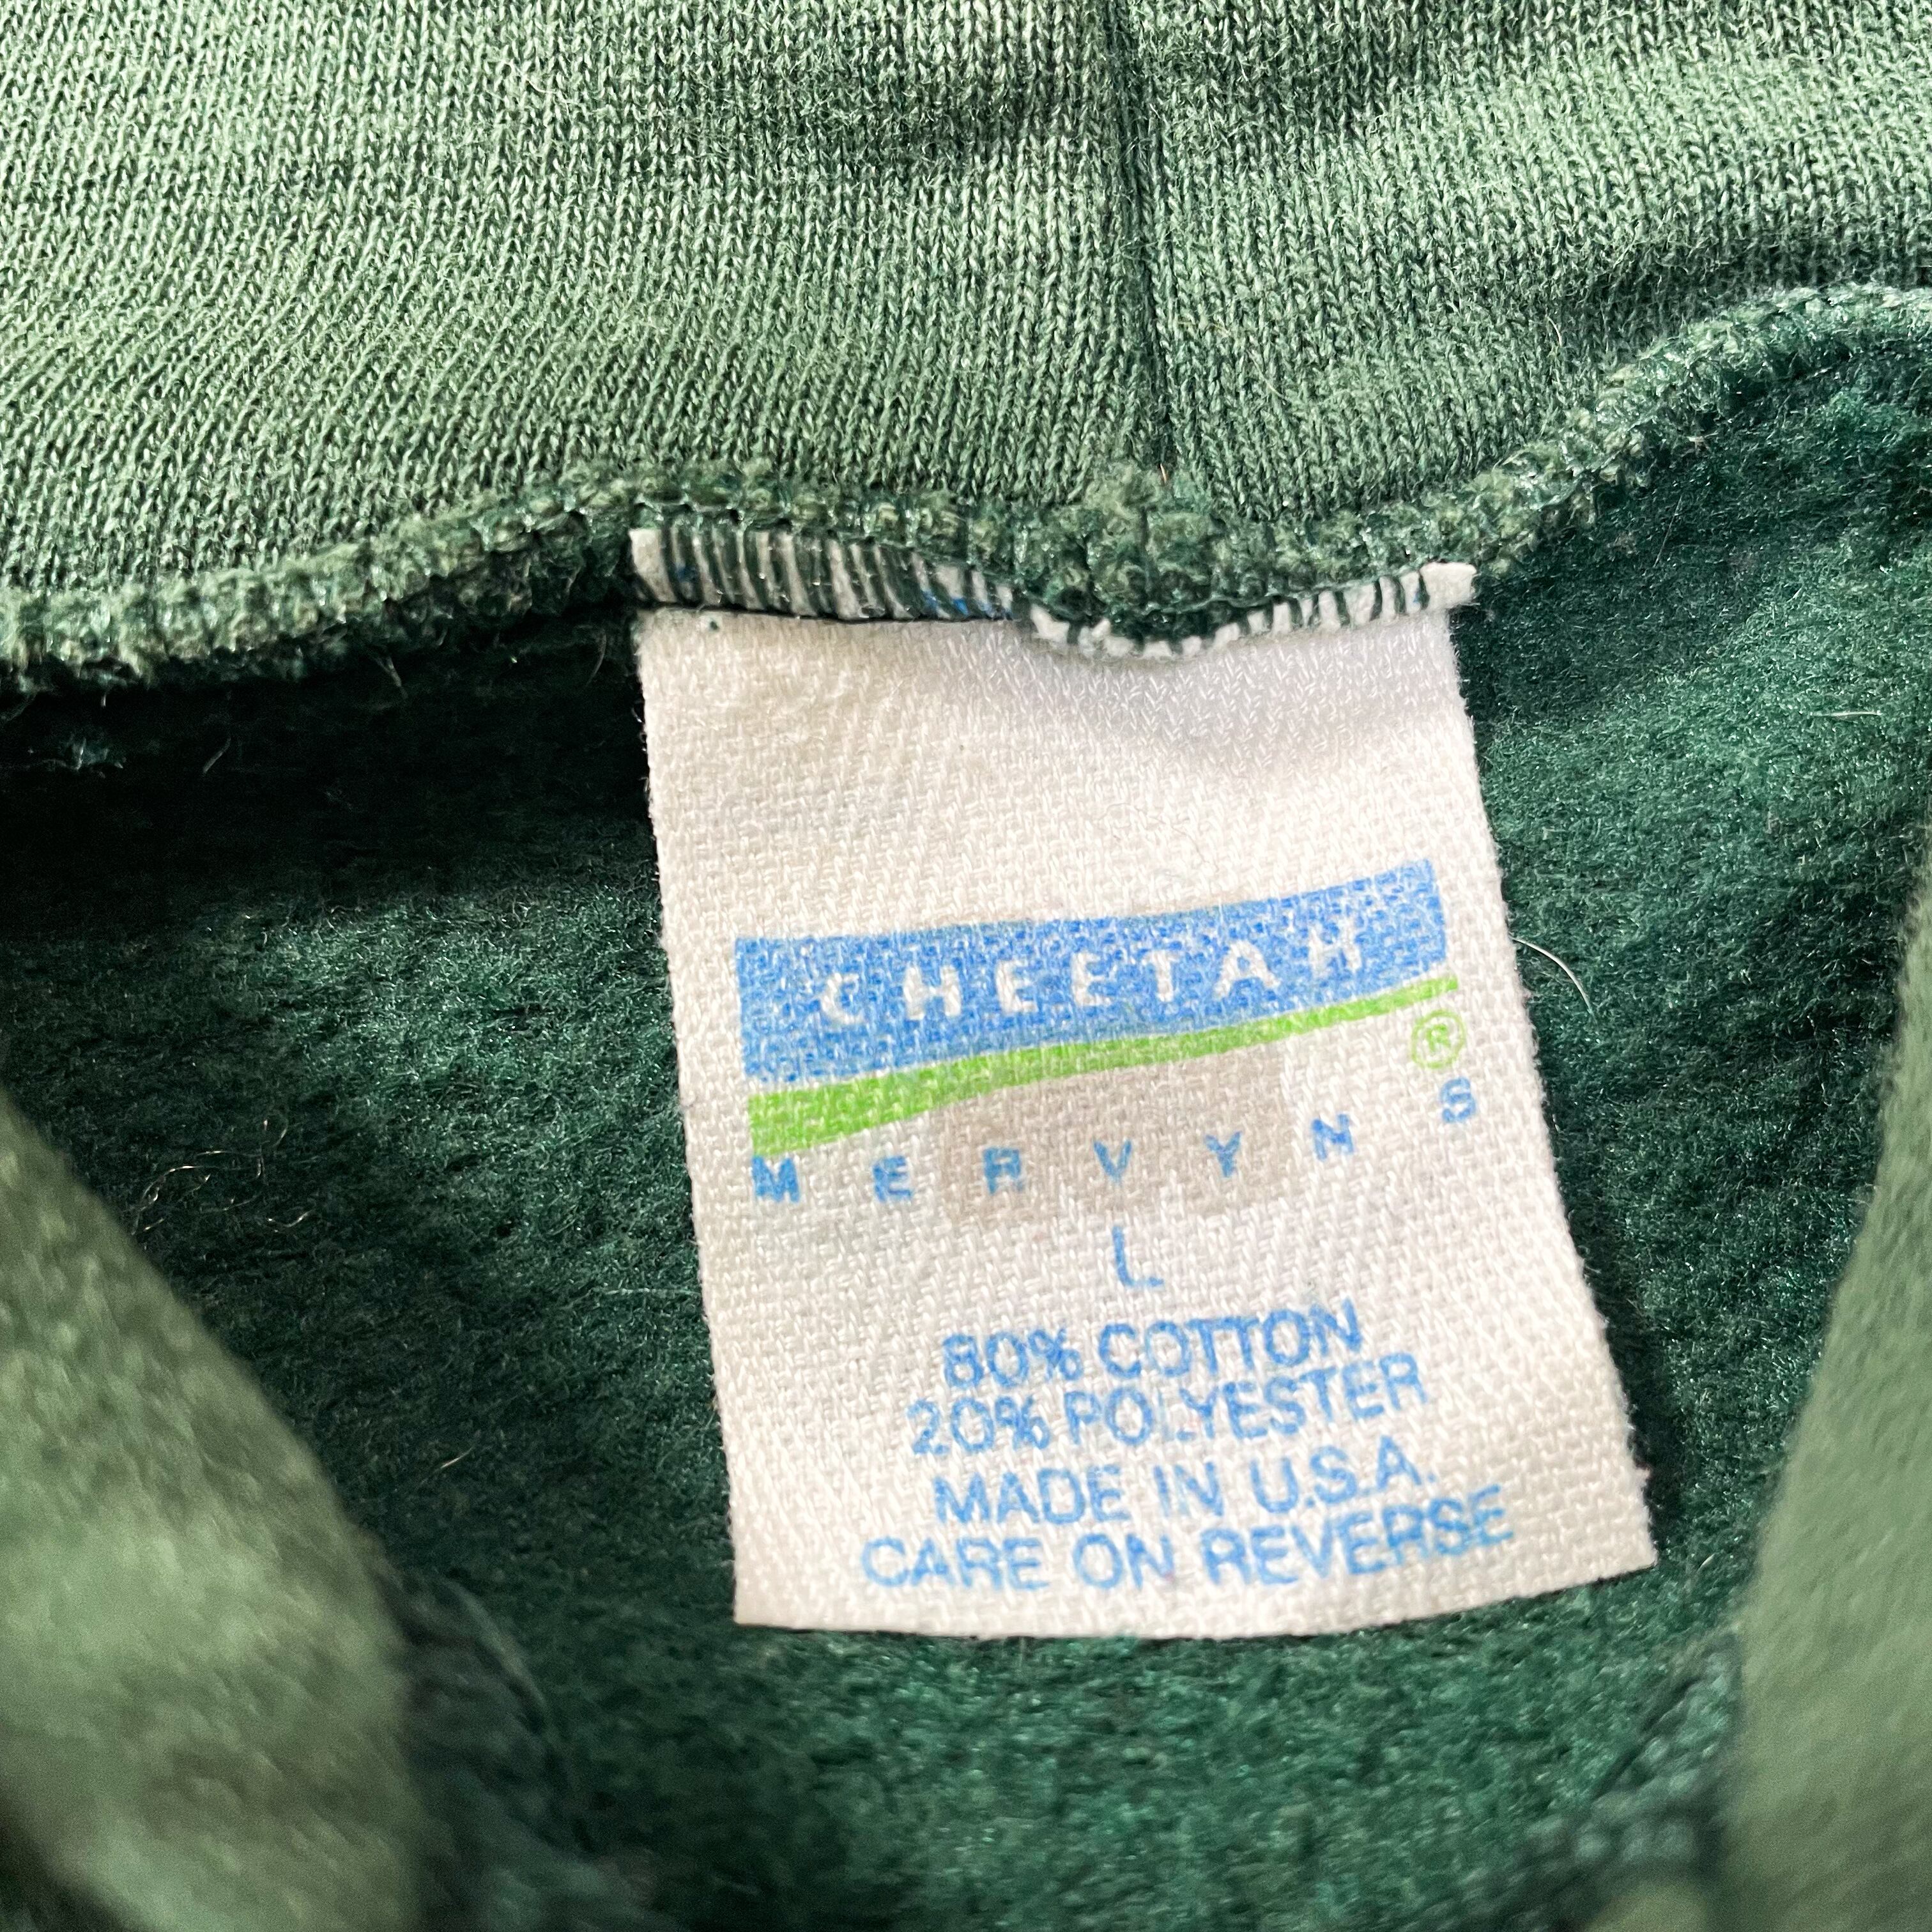 CHEETAH
®
MERVYNS
L
80% COTTON
20% POLYESTER
MADE IN U.S.A.
CARE ON REVERSE